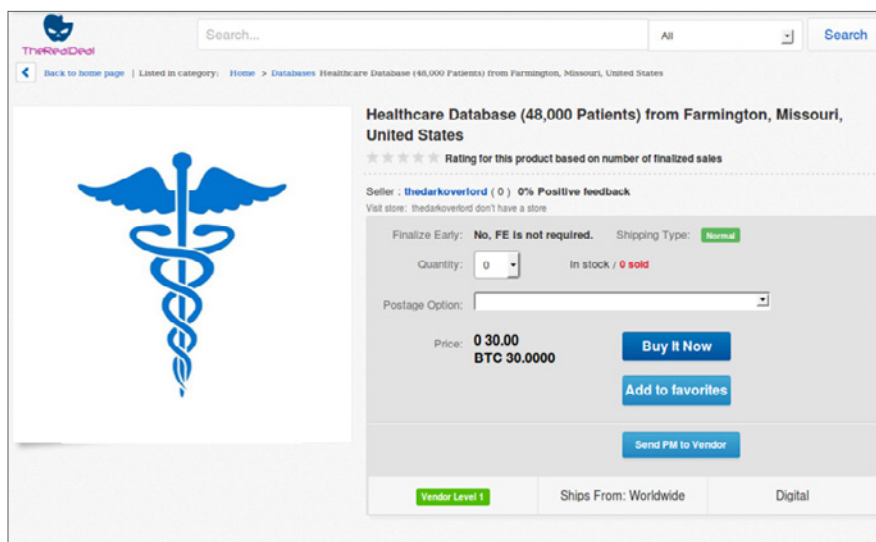 TheRealDeal
Search...
All
Search
Back to home page | Listed in category: Home > Databases Healthcare Database (48,000 Patients) from Farmington, Missouri, United States
Healthcare Database (48,000 Patients) from Farmington, Missouri,
United States
Rating for this product based on number of finalized sales
Seller : thedarkoverlord ( 0 ) 0% Positive feedback
Visit store: thedarkoverlord don't have a store
Finalize Early: No, FE is not required. Shipping Type: Normal
Quantity: 0 In stock / 0 sold
Postage Option:
Price: 0 30.00
BTC 30.0000
Buy It Now
Add to favorites
Send PM to Vendor
Vendor Level 1 Ships From: Worldwide Digital